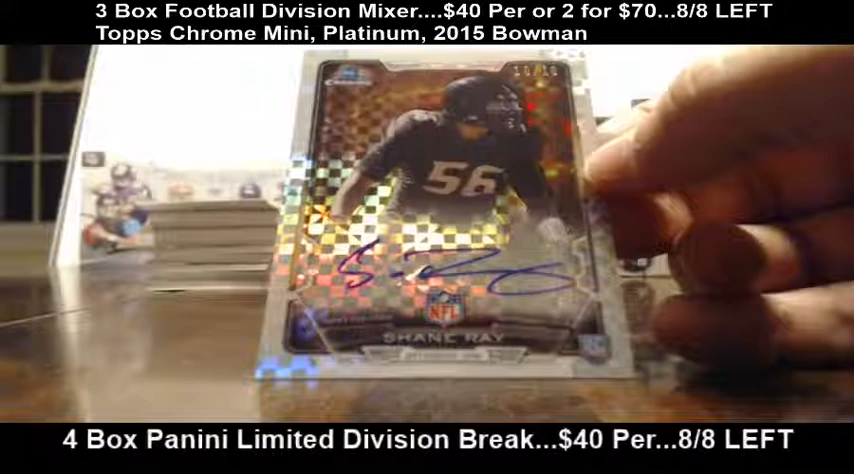 3 Box Football Division Mixer....$40 Per or 2 for $70...8/8 LEFT
Topps Chrome Mini, Platinum, 2015 Bowman
56
NFL
SHANE RAY
4 Box Panini Limited Division Break...$40 Per...8/8 LEFT